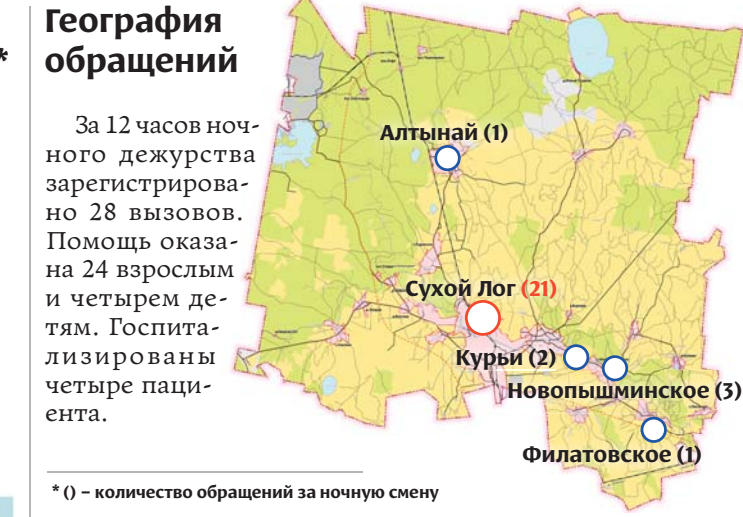 География
обращений
*
За 12 часов ноч-
ного дежурства
зарегистрирова-
но 28 вызовов.
Помощь оказа-
на 24 взрослым
и четырем де-
тям. Госпита-
лизированы
четыре паци-
ента.
Алтынай (1)
Сухой Лог (21)
Курьи (2)
Новопышминское (3)
Филатовское (1)
* () – количество обращений за ночную смену